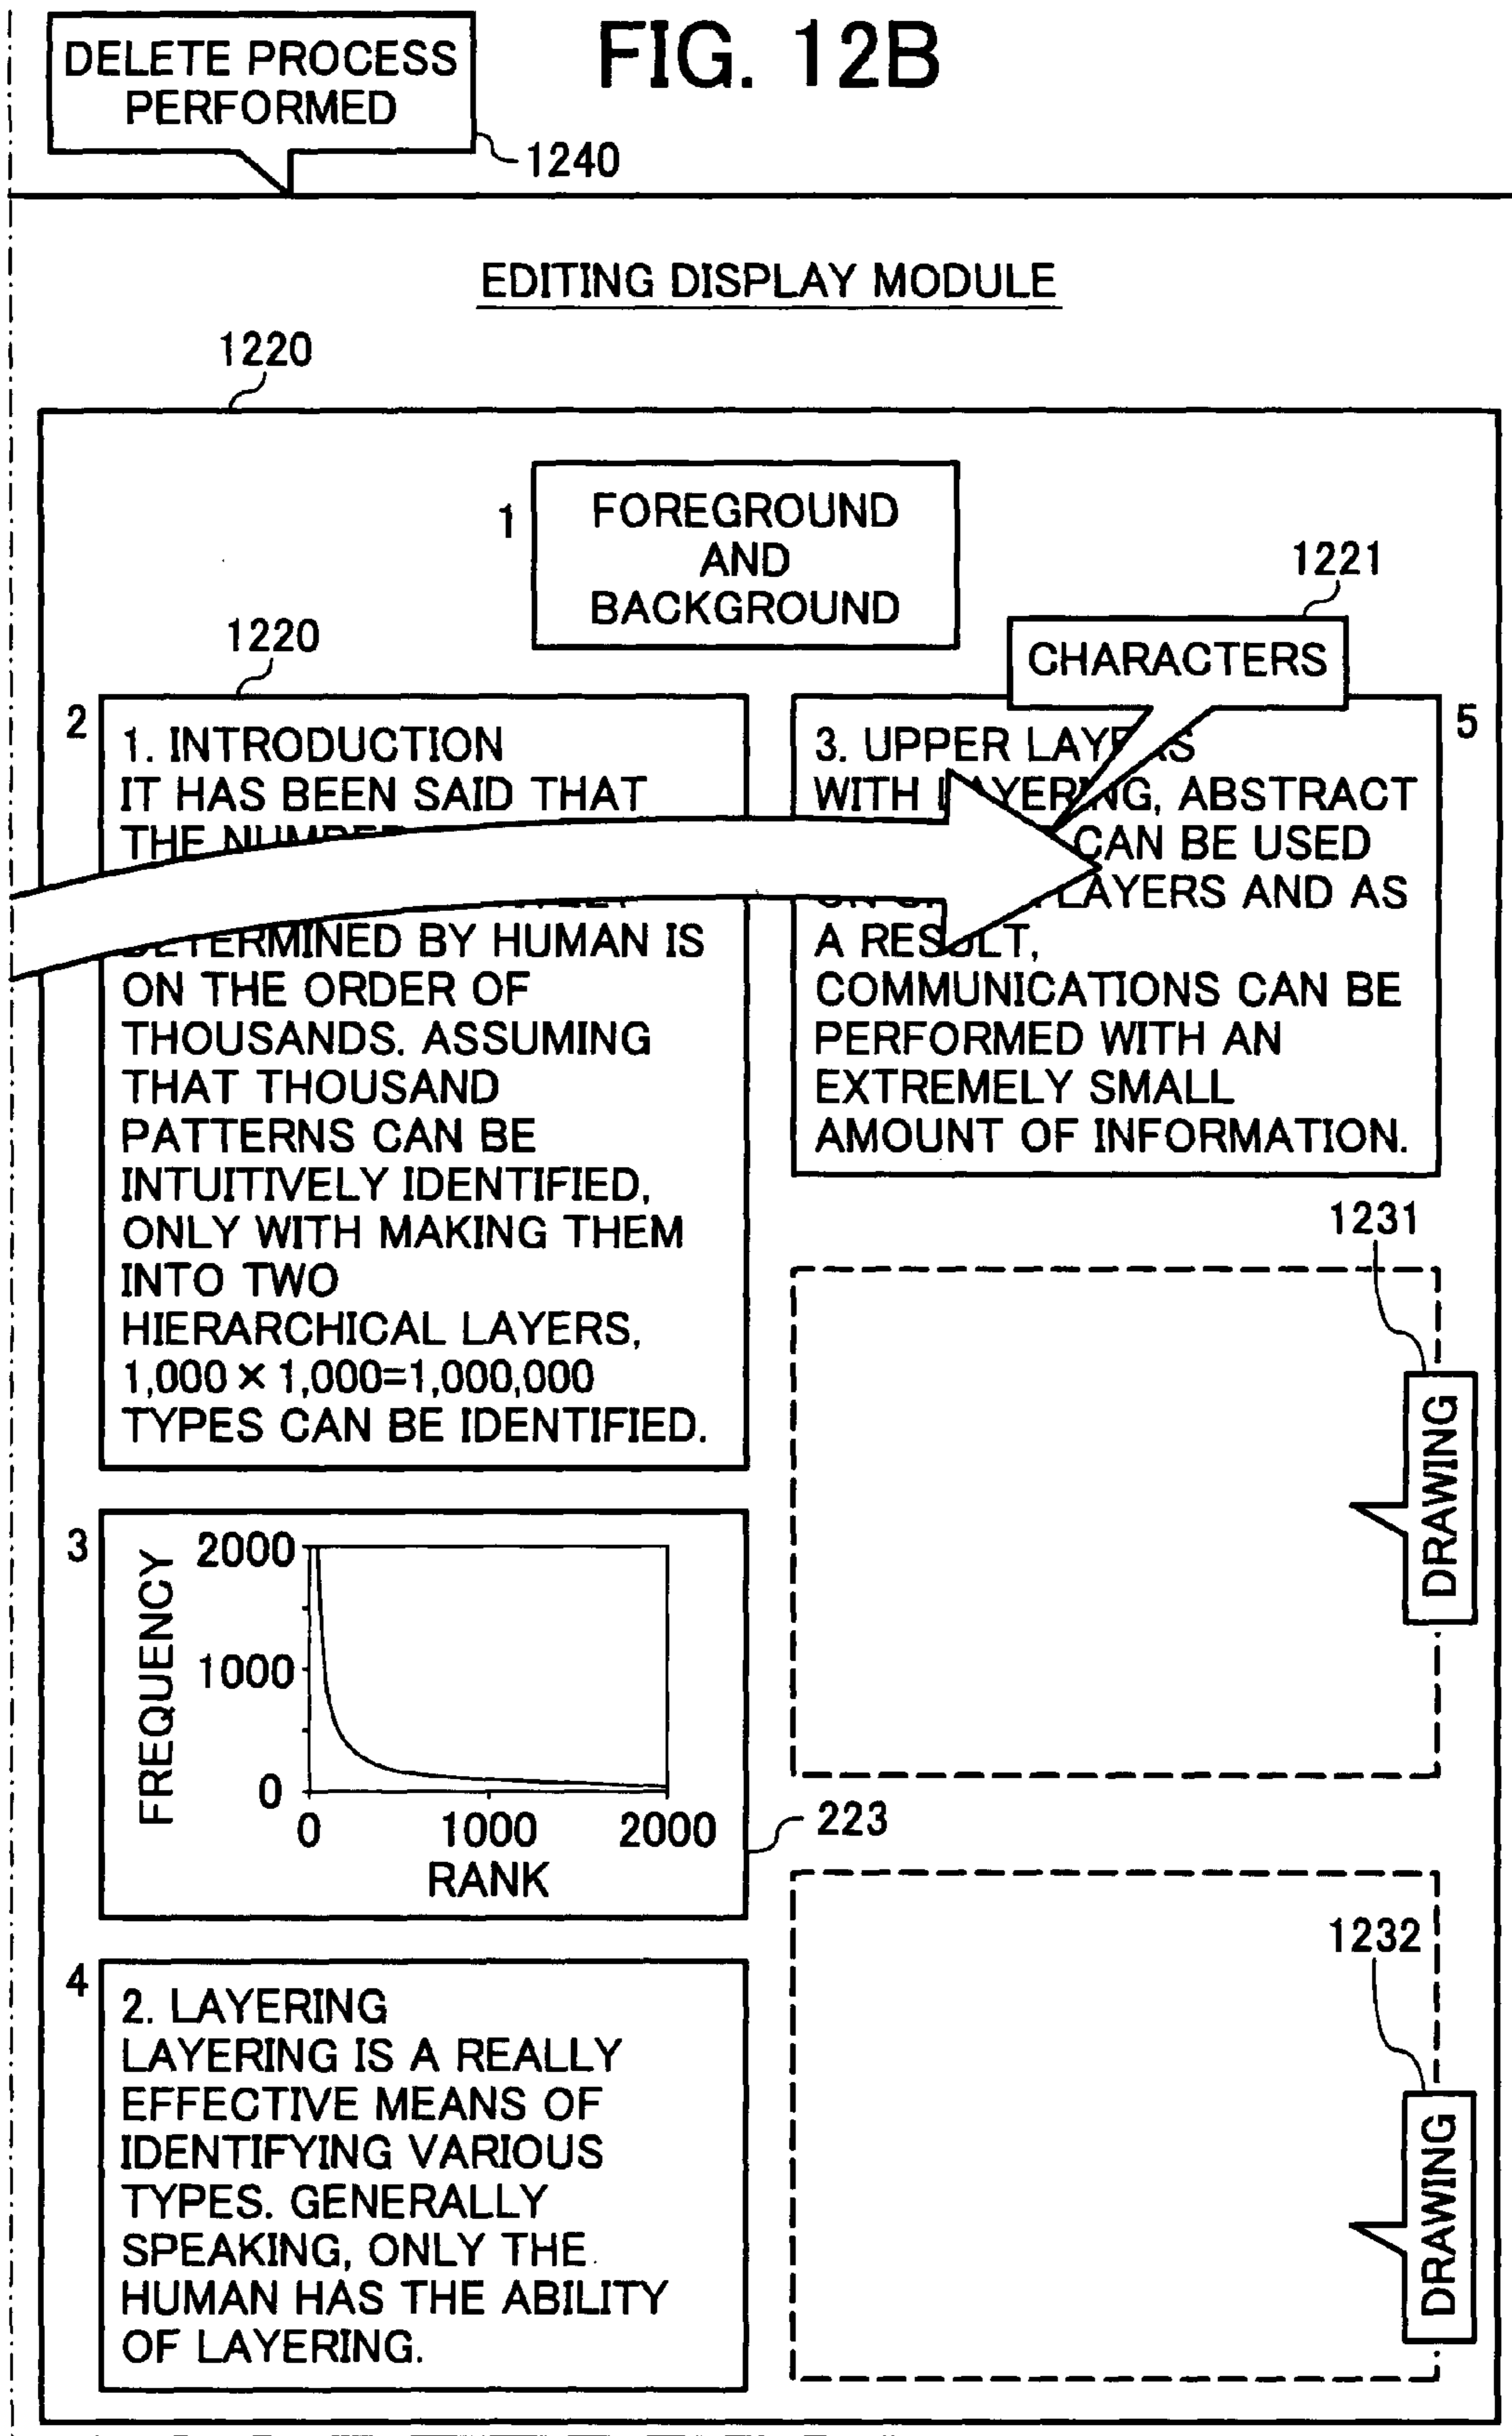 FIG. 12B
DELETE PROCESS
PERFORMED
1240
EDITING DISPLAY MODULE
1220
1
FOREGROUND
AND
BACKGROUND
1221
CHARACTERS
1220
2
1. INTRODUCTION
IT HAS BEEN SAID THAT
THE NUMBER
DETERMINED BY HUMAN IS
ON THE ORDER OF
THOUSANDS. ASSUMING
THAT THOUSAND
PATTERNS CAN BE
INTUITIVELY IDENTIFIED,
ONLY WITH MAKING THEM
INTO TWO
HIERARCHICAL LAYERS,
1,000 × 1,000=1,000,000
TYPES CAN BE IDENTIFIED.
3
FREQUENCY
2000
1000
0
0 1000 2000
RANK
223
4
2. LAYERING
LAYERING IS A REALLY
EFFECTIVE MEANS OF
IDENTIFYING VARIOUS
TYPES. GENERALLY
SPEAKING, ONLY THE
HUMAN HAS THE ABILITY
OF LAYERING.
5
3. UPPER LAYERS
WITH LAYERING, ABSTRACT
CAN BE USED
LAYERS AND AS
A RESULT,
COMMUNICATIONS CAN BE
PERFORMED WITH AN
EXTREMELY SMALL
AMOUNT OF INFORMATION.
1231
DRAWING
1232
DRAWING